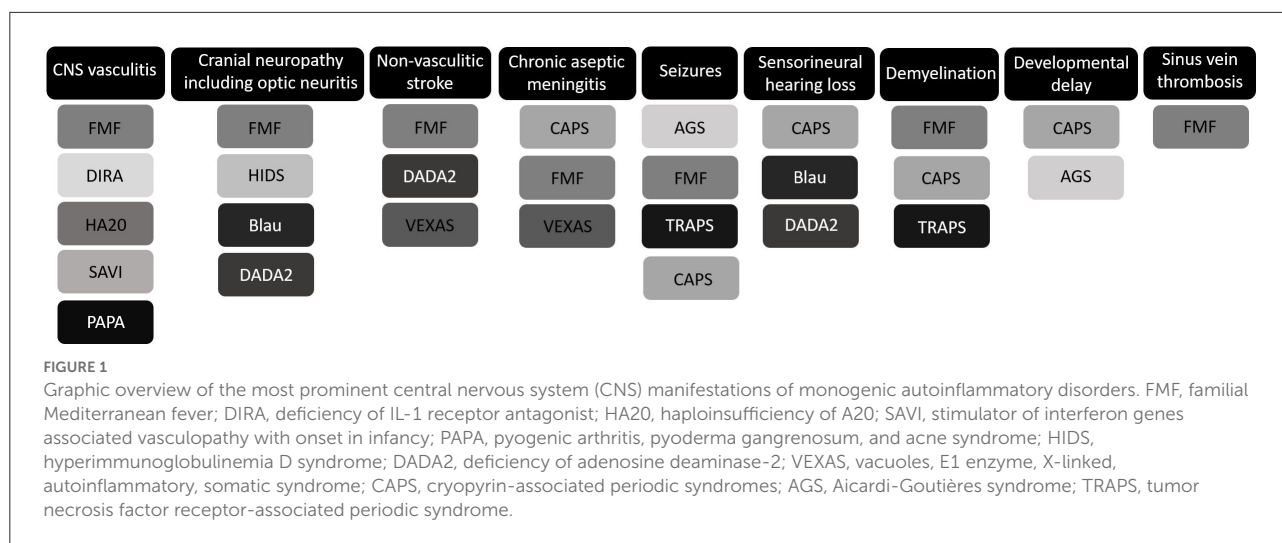 CNS vasculitis
FMF
DIRA
HA20
SAVI
PAPA
Cranial neuropathy
including optic neuritis
FMF
HIDS
Blau
DADA2
Non-vasculitic
stroke
FMF
DADA2
VEXAS
Chronic aseptic
meningitis
CAPS
FMF
VEXAS
Seizures
AGS
FMF
TRAPS
CAPS
Sensorineural
hearing loss
CAPS
Blau
DADA2
Demyelination
FMF
CAPS
TRAPS
Developmental
delay
CAPS
AGS
Sinus vein
thrombosis
FMF
FIGURE 1
Graphic overview of the most prominent central nervous system (CNS) manifestations of monogenic autoinflammatory disorders. FMF, familial
Mediterranean fever; DIRA, deficiency of IL-1 receptor antagonist; HA20, haploinsufficiency of A20; SAVI, stimulator of interferon genes
associated vasculopathy with onset in infancy; PAPA, pyogenic arthritis, pyoderma gangrenosum, and acne syndrome; HIDS,
hyperimmunoglobulinemia D syndrome; DADA2, deficiency of adenosine deaminase-2; VEXAS, vacuoles, E1 enzyme, X-linked,
autoinflammatory, somatic syndrome; CAPS, cryopyrin-associated periodic syndromes; AGS, Aicardi-Goutières syndrome; TRAPS, tumor
necrosis factor receptor-associated periodic syndrome.